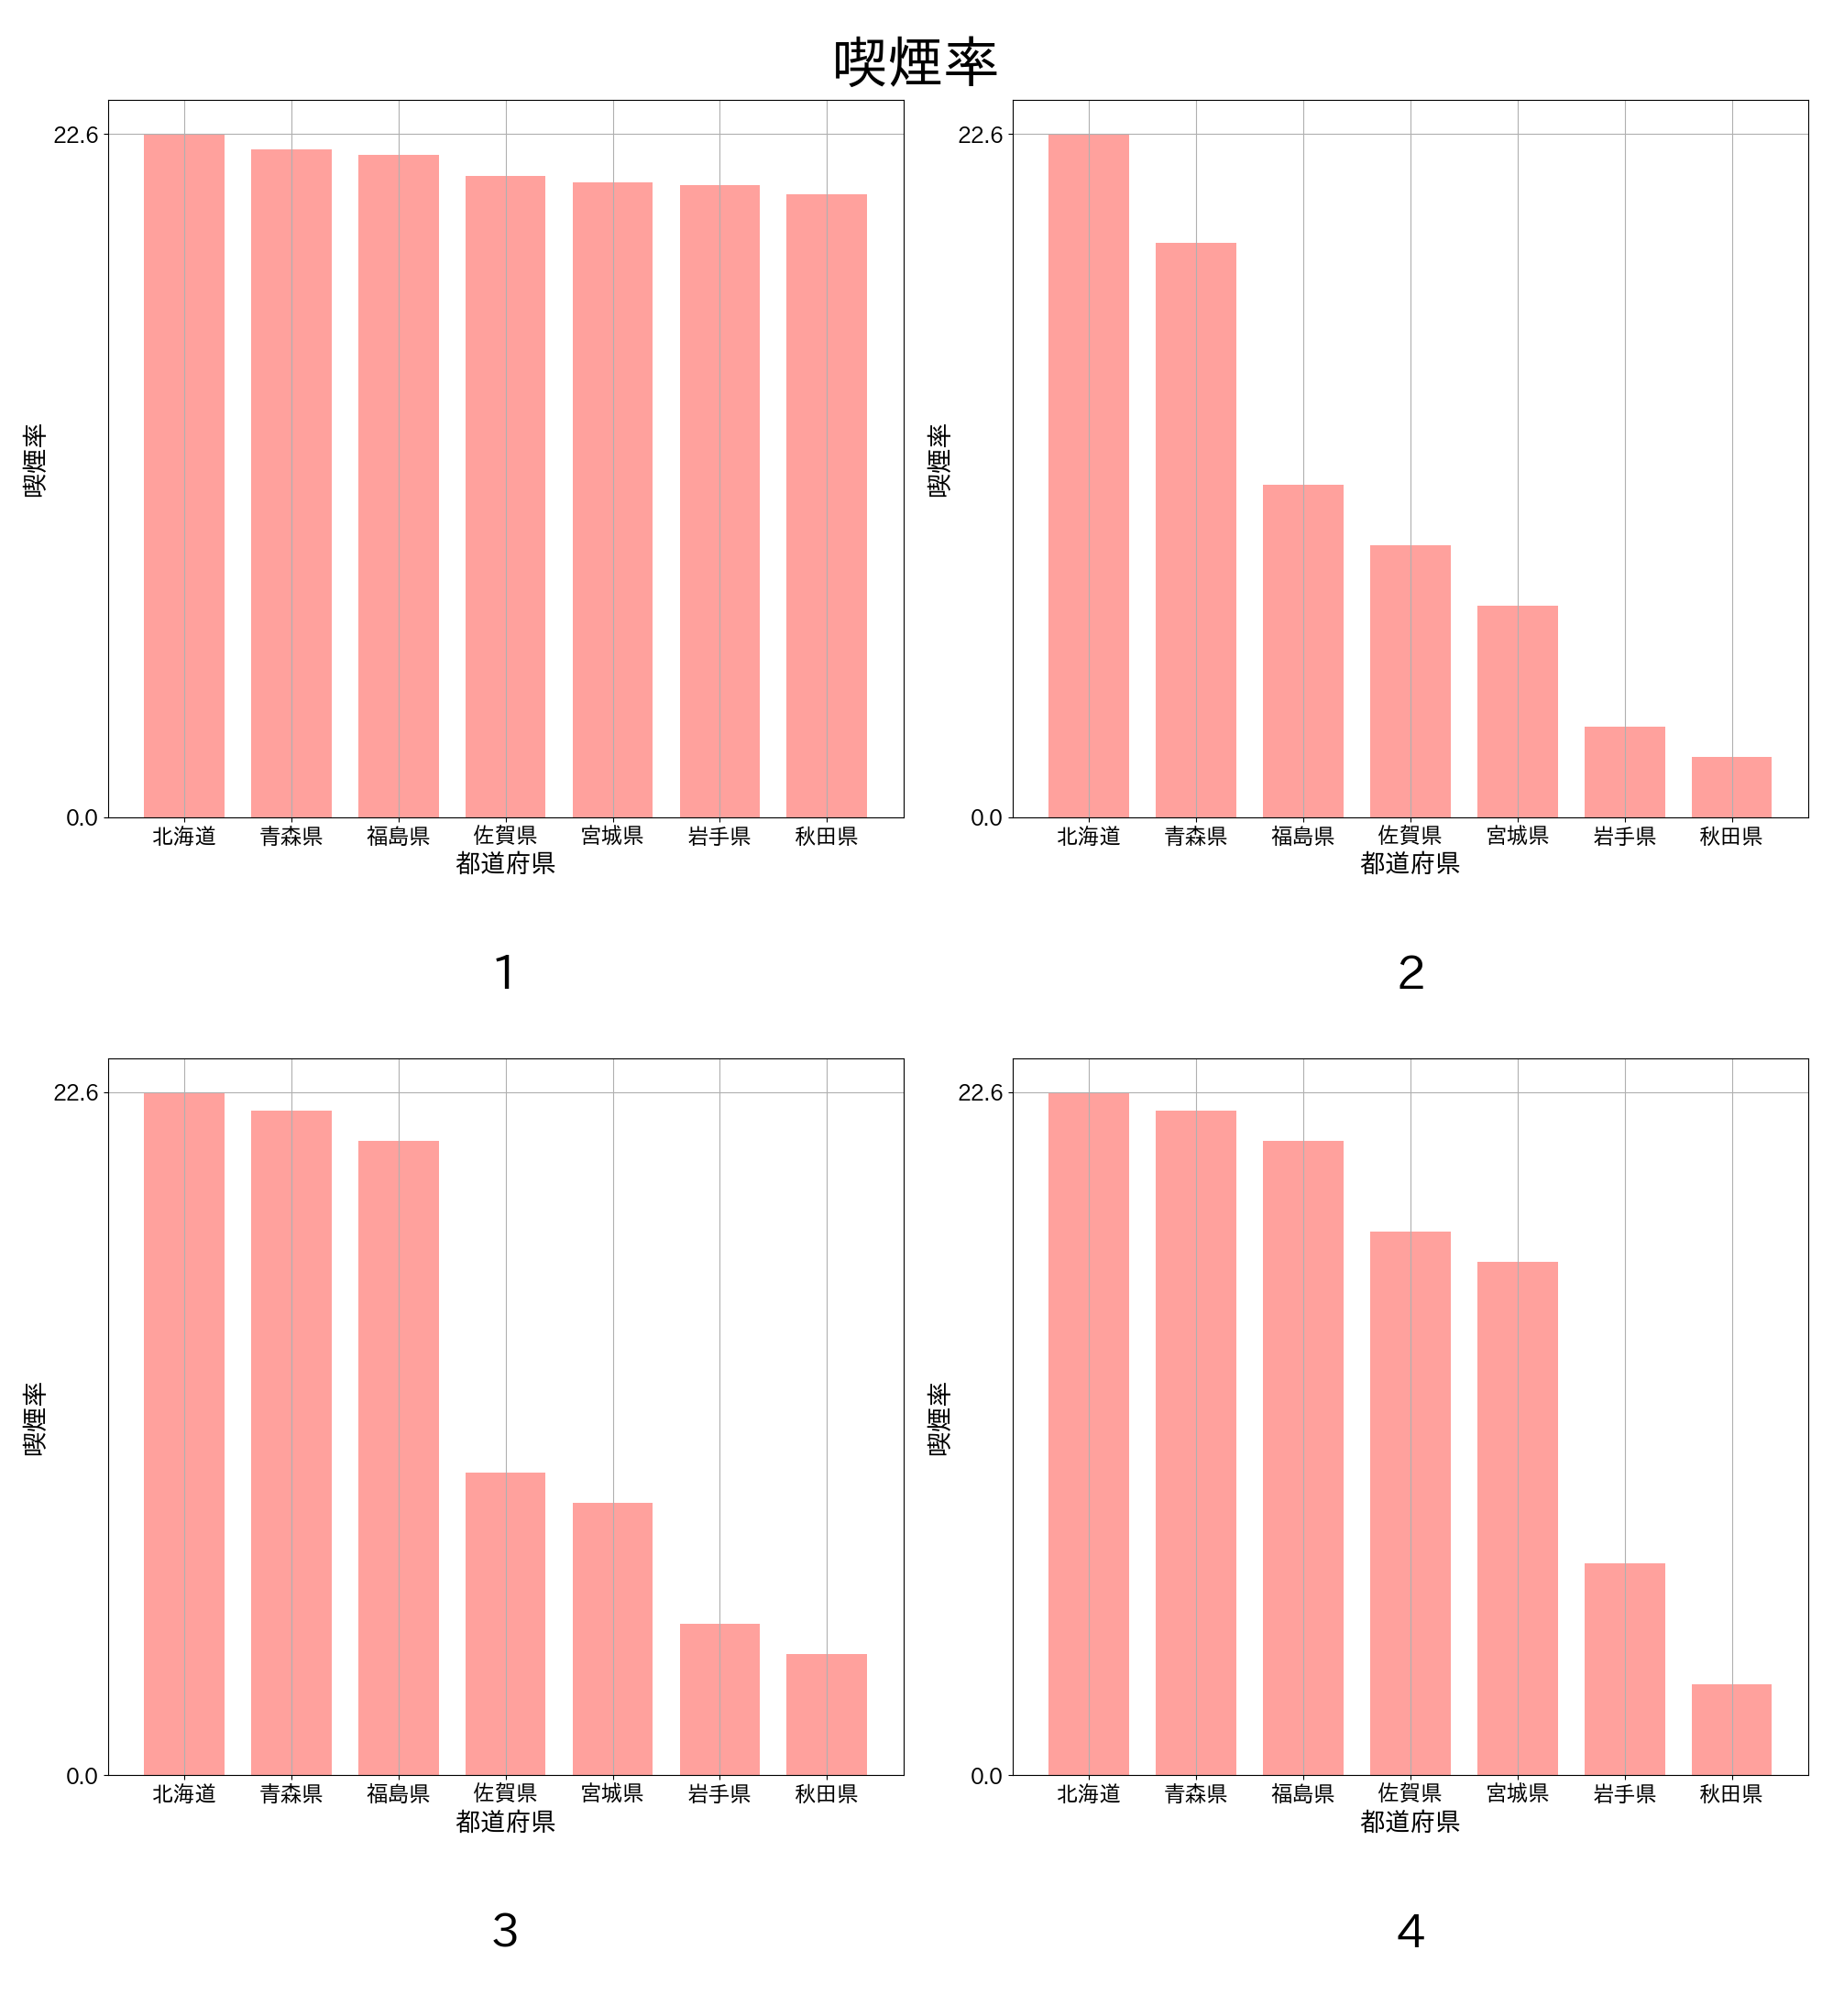 喫煙率
22.6
0.0
喫煙率
北海道 青森県 福島県 佐賀県 宮城県 岩手県 秋田県
都道府県
1
22.6
0.0
喫煙率
北海道 青森県 福島県 佐賀県 宮城県 岩手県 秋田県
都道府県
2
22.6
0.0
喫煙率
北海道 青森県 福島県 佐賀県 宮城県 岩手県 秋田県
都道府県
3
22.6
0.0
喫煙率
北海道 青森県 福島県 佐賀県 宮城県 岩手県 秋田県
都道府県
4